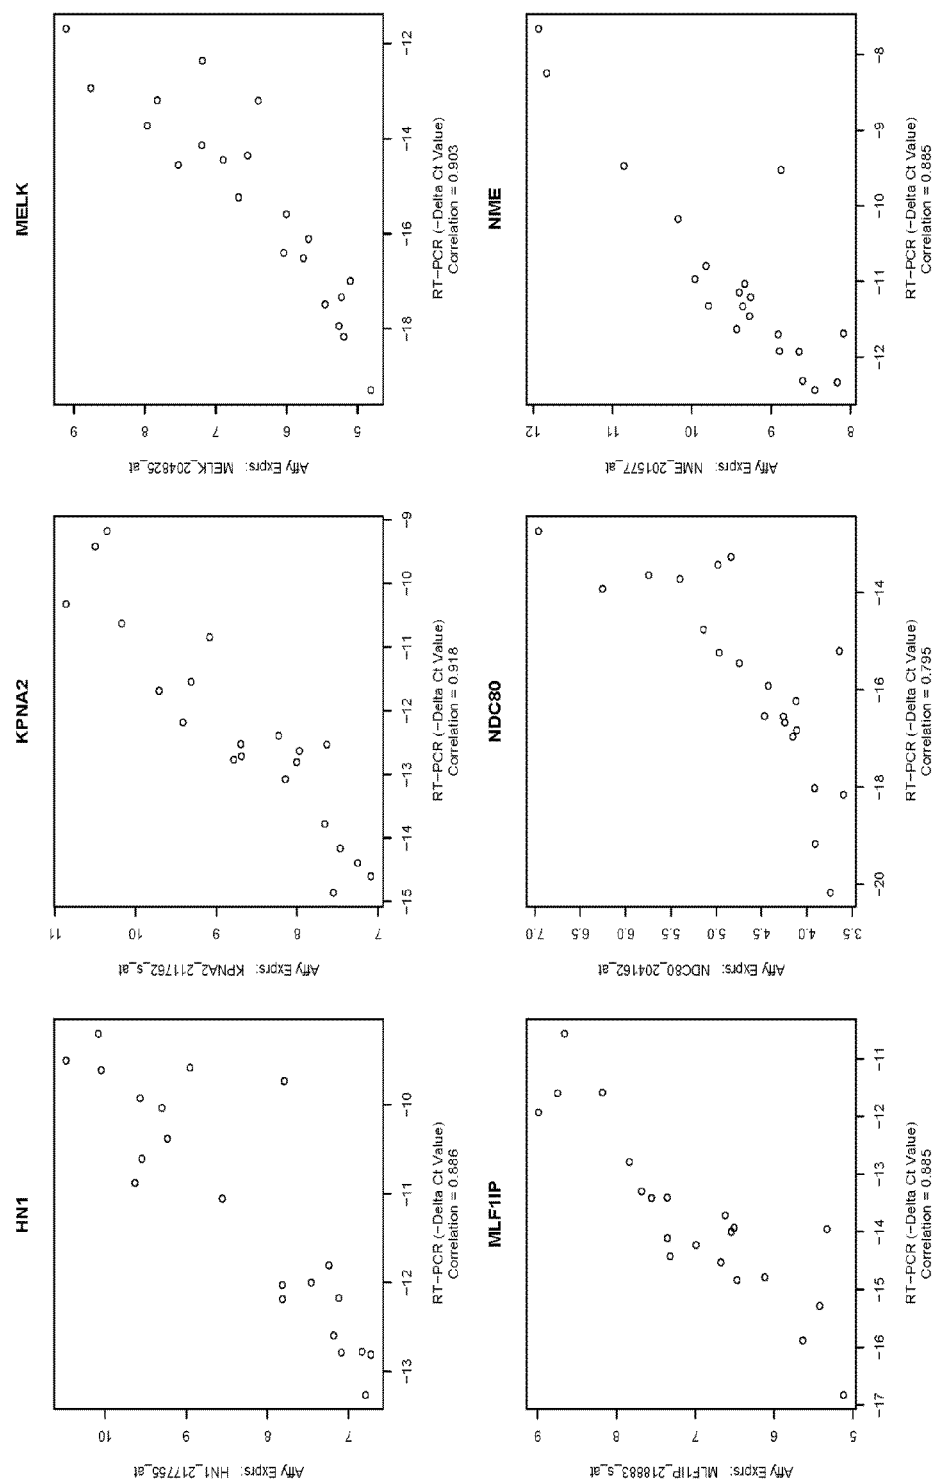 HN1
Affy Exprs: HN1_217755_at
10
9
8
7
−13 −12 −11 −10
RT−PCR (−Delta Ct Value)
Correlation = 0.886
KPNA2
Affy Exprs: KPNA2_211762_s_at
11
10
9
8
7
−15 −14 −13 −12 −11 −10 −9
RT−PCR (−Delta Ct Value)
Correlation = 0.918
MELK
Affy Exprs: MELK_204825_at
9
8
7
6
5
−18 −16 −14 −12
RT−PCR (−Delta Ct Value)
Correlation = 0.903
MLF1IP
Affy Exprs: MLF1IP_218883_s_at
9
8
7
6
5
−17 −16 −15 −14 −13 −12 −11
RT−PCR (−Delta Ct Value)
Correlation = 0.885
NDC80
Affy Exprs: NDC80_204162_at
7.0
6.5
6.0
5.5
5.0
4.5
4.0
3.5
−20 −18 −16 −14
RT−PCR (−Delta Ct Value)
Correlation = 0.795
NME
Affy Exprs: NME_201577_at
12
11
10
9
8
−12 −11 −10 −9 −8
RT−PCR (−Delta Ct Value)
Correlation = 0.885